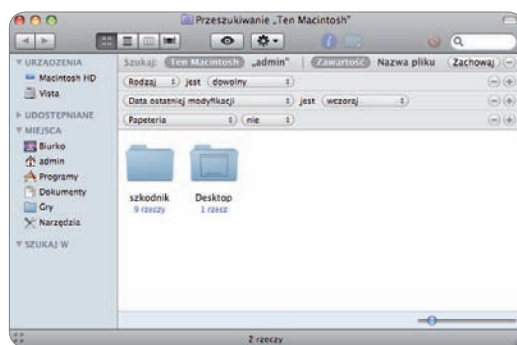 Przeszukiwanie „Ten Macintosh”
Szukaj: Ten Macintosh „admin” Zawartość Nazwa pliku Zachowaj
Rodzaj jest dowolny
Data ostatniej modyfikacji jest wczoraj
Papeteria nie
URZĄDZENIA
Macintosh HD
Vista
UDOSTĘPNIANE
MIEJSCA
Biurko
admin
Programy
Dokumenty
Gry
Narzędzia
SZUKAJ W
szkodnik Desktop
9 rzeczy 1 rzecz
2 rzeczy